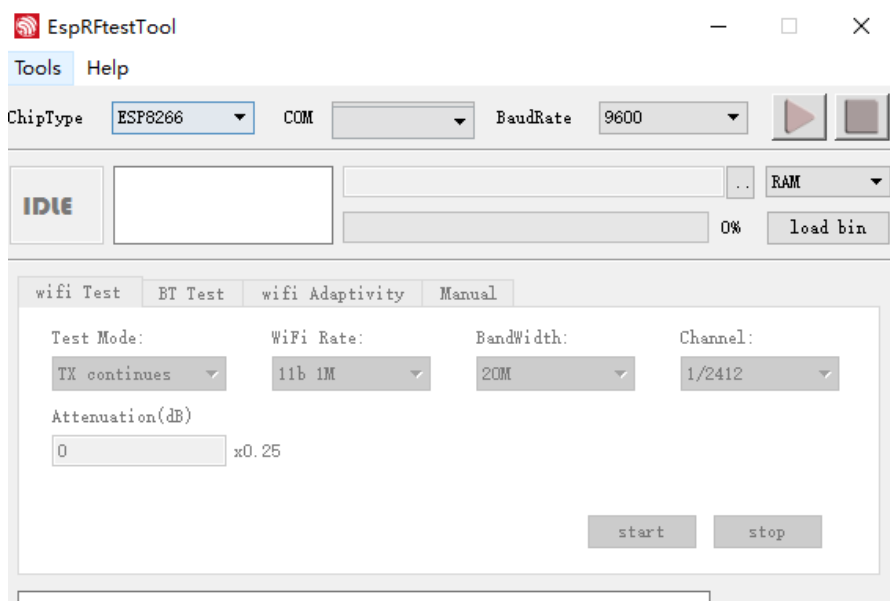 EspRFtestTool
Tools Help
ChipType ESP8266 COM BaudRate 9600
.. RAM
IDLE
0% load bin
wifi Test BT Test wifi Adaptivity Manual
Test Mode: WiFi Rate: BandWidth: Channel:
TX continues 11b 1M 20M 1/2412
Attenuation(dB)
0 x0.25
start stop